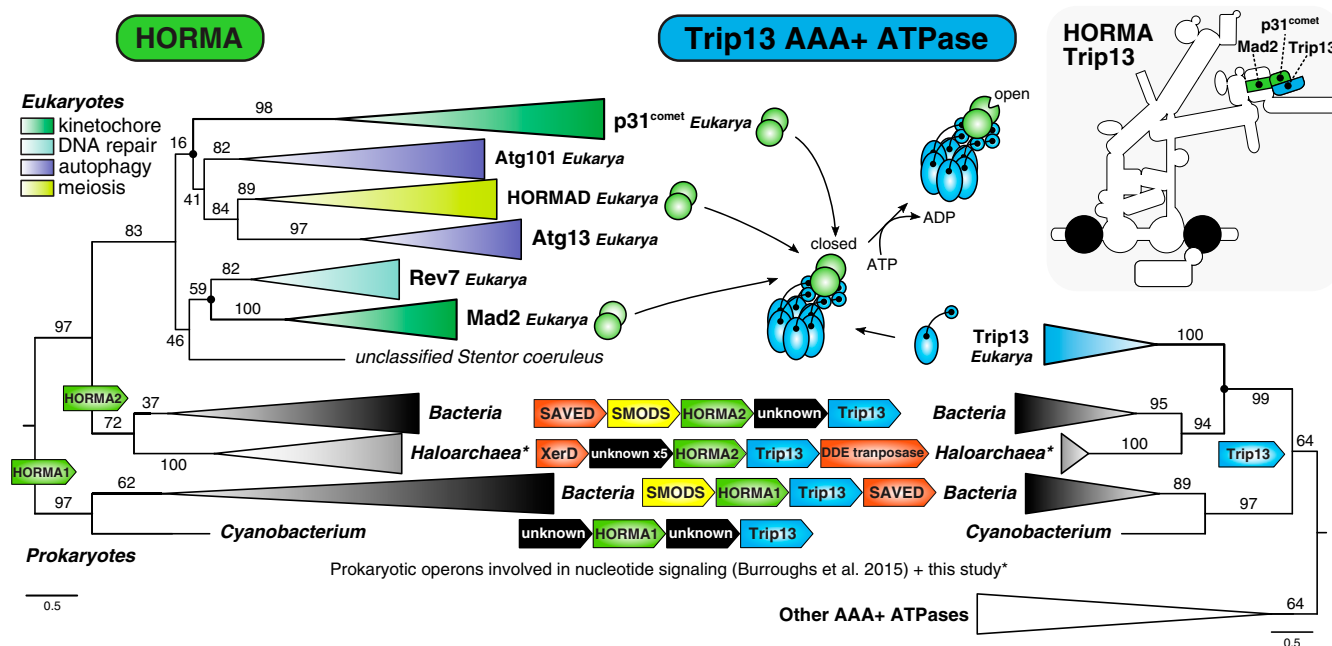 HORMA
Trip13 AAA+ ATPase
HORMA
Trip13
p31comet
Mad2
Trip13
Eukaryotes
kinetochore
DNA repair
autophagy
meiosis
98
p31comet Eukarya
open
16
82
Atg101 Eukarya
41
89
HORMAD Eukarya
84
83
97
Atg13 Eukarya
ADP
closed
ATP
82
Rev7 Eukarya
59
100
Mad2 Eukarya
46
unclassified Stentor coeruleus
97
Trip13
Eukarya
100
HORMA2
37
Bacteria
SAVED
SMODS
HORMA2
unknown
Trip13
Bacteria
95
99
72
94
64
100
Haloarchaea*
XerD
unknown x5
HORMA2
Trip13
DDE tranposase
Haloarchaea*
100
Trip13
HORMA1
62
Bacteria
SMODS
HORMA1
Trip13
SAVED
Bacteria
89
97
97
Cyanobacterium
unknown
HORMA1
unknown
Trip13
Cyanobacterium
Prokaryotes
Prokaryotic operons involved in nucleotide signaling (Burroughs et al. 2015) + this study*
0.5
Other AAA+ ATPases
64
0.5